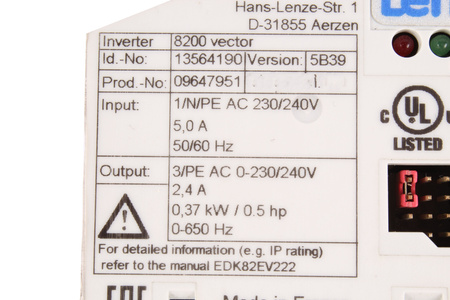 Hans-Lenze-Str. 1
D-31855 Aerzen
Inverter 8200 vector
Id.-No: 13564190 Version: 5B39
Prod.-No: 09647951
Input: 1/N/PE AC 230/240V
5,0 A
50/60 Hz
Output: 3/PE AC 0-230/240V
2,4 A
0,37 kW / 0.5 hp
0-650 Hz
For detailed information (e.g. IP rating)
refer to the manual EDK82EV222
C UL
LISTED
EAC
Made in